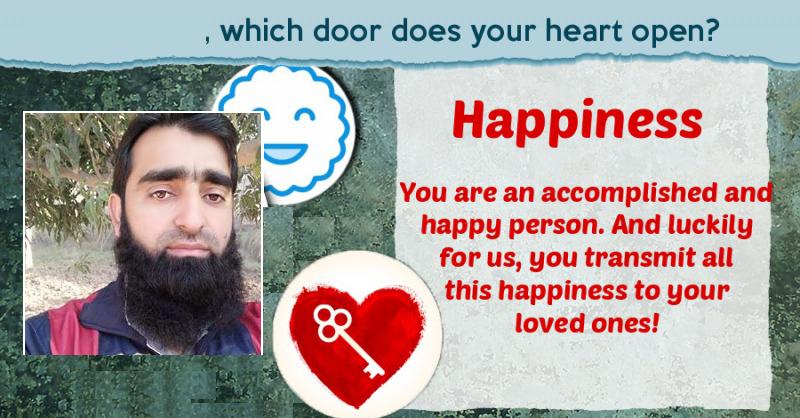 , which door does your heart open?
Happiness
You are an accomplished and
happy person. And luckily
for us, you transmit all
this happiness to your
loved ones!